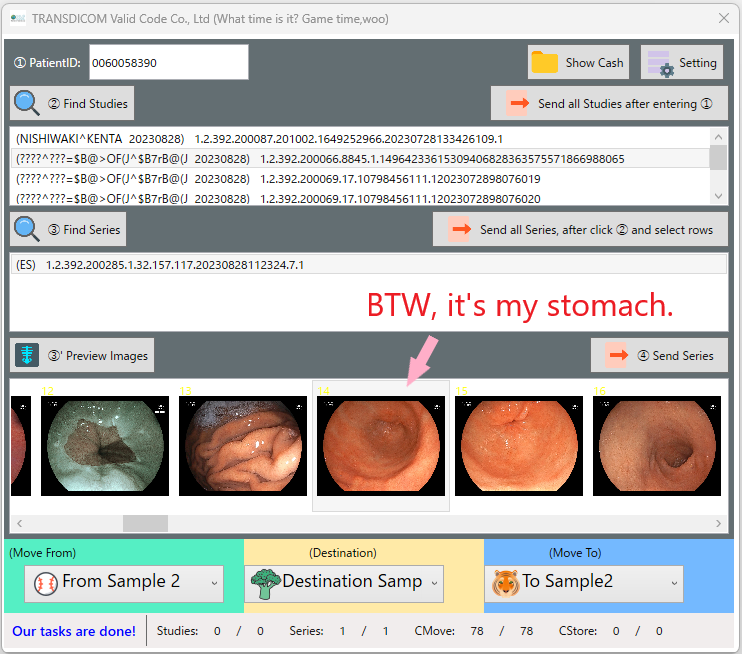 TRANSDICOM Valid Code Co., Ltd (What time is it? Game time,woo)
① PatientID: 0060058390 Show Cash Setting
② Find Studies Send all Studies after entering ①
(NISHIWAKI^KENTA 20230828) 1.2.392.200087.201002.1649252966.20230728133426109.1
(????^???=$B@>OF(J^$B7rB@(J 20230828) 1.2.392.200066.8845.1.14964233615309406828363575571866988065
(????^???=$B@>OF(J^$B7rB@(J 20230828) 1.2.392.200069.17.10798456111.12023072898076019
(????^???=$B@>OF(J^$B7rB@(J 20230828) 1.2.392.200069.17.10798456111.12023072898076020
③ Find Series Send all Series, after click ② and select rows
(ES) 1.2.392.200285.1.32.157.117.20230828112324.7.1
BTW, it's my stomach.
③' Preview Images ④ Send Series
12 13 14 15 16
(Move From) (Destination) (Move To)
From Sample 2 Destination Samp To Sample2
Our tasks are done! Studies: 0 / 0 Series: 1 / 1 CMove: 78 / 78 CStore: 0 / 0